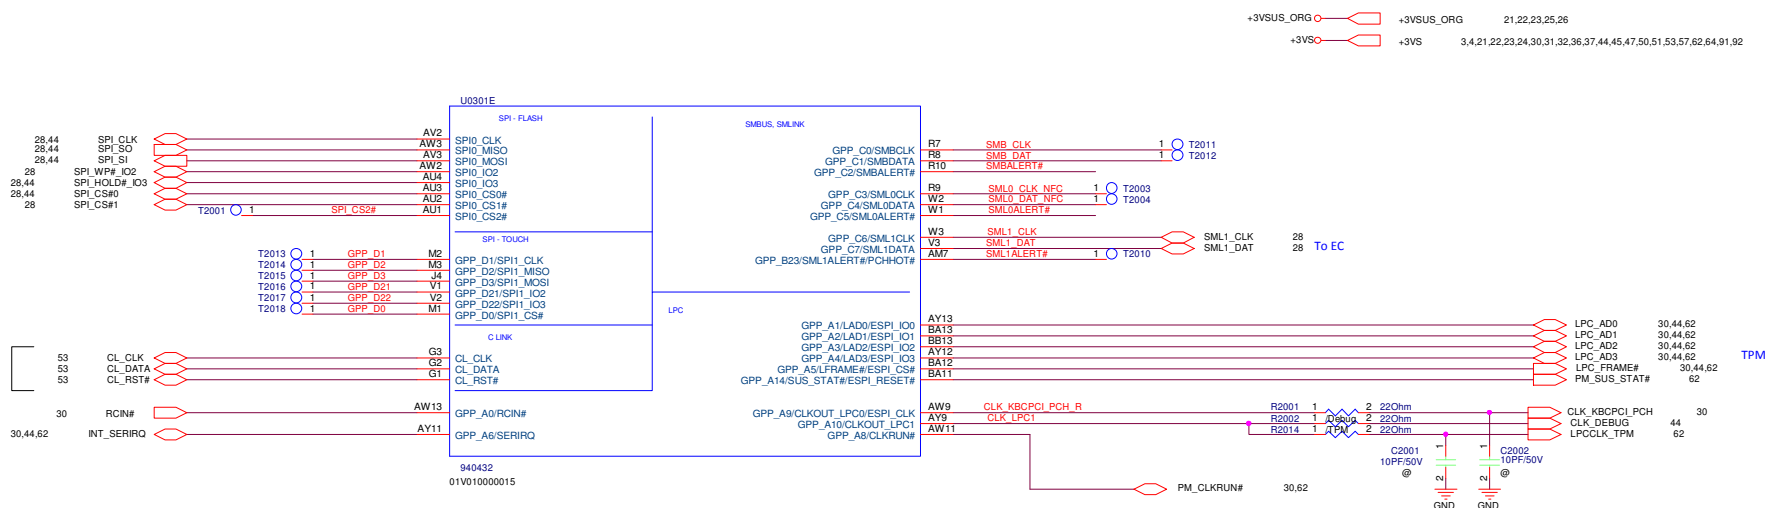 +3VSUS_ORG +3VSUS_ORG 21,22,23,25,26
+3VS +3VS 3,4,21,22,23,24,30,31,32,36,37,44,45,47,50,51,53,57,62,64,91,92
U0301E
SPI - FLASH
SMBUS, SMLINK
28,44 SPI_CLK AV2 SPI0_CLK
28,44 SPI_SO AW3 SPI0_MISO
28,44 SPI_SI AV3 SPI0_MOSI
28 SPI_WP#_IO2 AW2 SPI0_IO2
28,44 SPI_HOLD#_IO3 AU4 SPI0_IO3
28,44 SPI_CS#0 AU3 SPI0_CS0#
28 SPI_CS#1 AU2 SPI0_CS1#
T2001 1 SPI_CS2# AU1 SPI0_CS2#
GPP_C0/SMBCLK R7 SMB_CLK 1 T2011
GPP_C1/SMBDATA R8 SMB_DAT 1 T2012
GPP_C2/SMBALERT# R10 SMBALERT#
GPP_C3/SML0CLK R9 SML0_CLK_NFC 1 T2003
GPP_C4/SML0DATA W2 SML0_DAT_NFC 1 T2004
GPP_C5/SML0ALERT# W1 SML0ALERT#
GPP_C6/SML1CLK W3 SML1_CLK SML1_CLK 28
GPP_C7/SML1DATA V3 SML1_DAT SML1_DAT 28 To EC
GPP_B23/SML1ALERT#/PCHHOT# AM7 SML1ALERT# 1 T2010
SPI - TOUCH
T2013 1 GPP_D1 M2 GPP_D1/SPI1_CLK
T2014 1 GPP_D2 M3 GPP_D2/SPI1_MISO
T2015 1 GPP_D3 J4 GPP_D3/SPI1_MOSI
T2016 1 GPP_D21 V1 GPP_D21/SPI1_IO2
T2017 1 GPP_D22 V2 GPP_D22/SPI1_IO3
T2018 1 GPP_D0 M1 GPP_D0/SPI1_CS#
LPC
C LINK
53 CL_CLK G3 CL_CLK
53 CL_DATA G2 CL_DATA
53 CL_RST# G1 CL_RST#
GPP_A1/LAD0/ESPI_IO0 AY13 LPC_AD0 30,44,62
GPP_A2/LAD1/ESPI_IO1 BA13 LPC_AD1 30,44,62
GPP_A3/LAD2/ESPI_IO2 BB13 LPC_AD2 30,44,62
GPP_A4/LAD3/ESPI_IO3 AY12 LPC_AD3 30,44,62 TPM
GPP_A5/LFRAME#/ESPI_CS# BA12 LPC_FRAME# 30,44,62
GPP_A14/SUS_STAT#/ESPI_RESET# BA11 PM_SUS_STAT# 62
30 RCIN# AW13 GPP_A0/RCIN#
30,44,62 INT_SERIRQ AY11 GPP_A6/SERIRQ
GPP_A9/CLKOUT_LPC0/ESPI_CLK AW9 CLK_KBCPCI_PCH_R R2001 1 2 22Ohm CLK_KBCPCI_PCH 30
GPP_A10/CLKOUT_LPC1 AY9 CLK_LPC1 R2002 1 Debug 2 22Ohm CLK_DEBUG 44
GPP_A8/CLKRUN# AW11 R2014 1 TPM 2 22Ohm LPCCLK_TPM 62
C2001 1 1 C2002
10PF/50V 10PF/50V
@ 2 2 @
GND GND
940432
01V010000015
PM_CLKRUN# 30,62